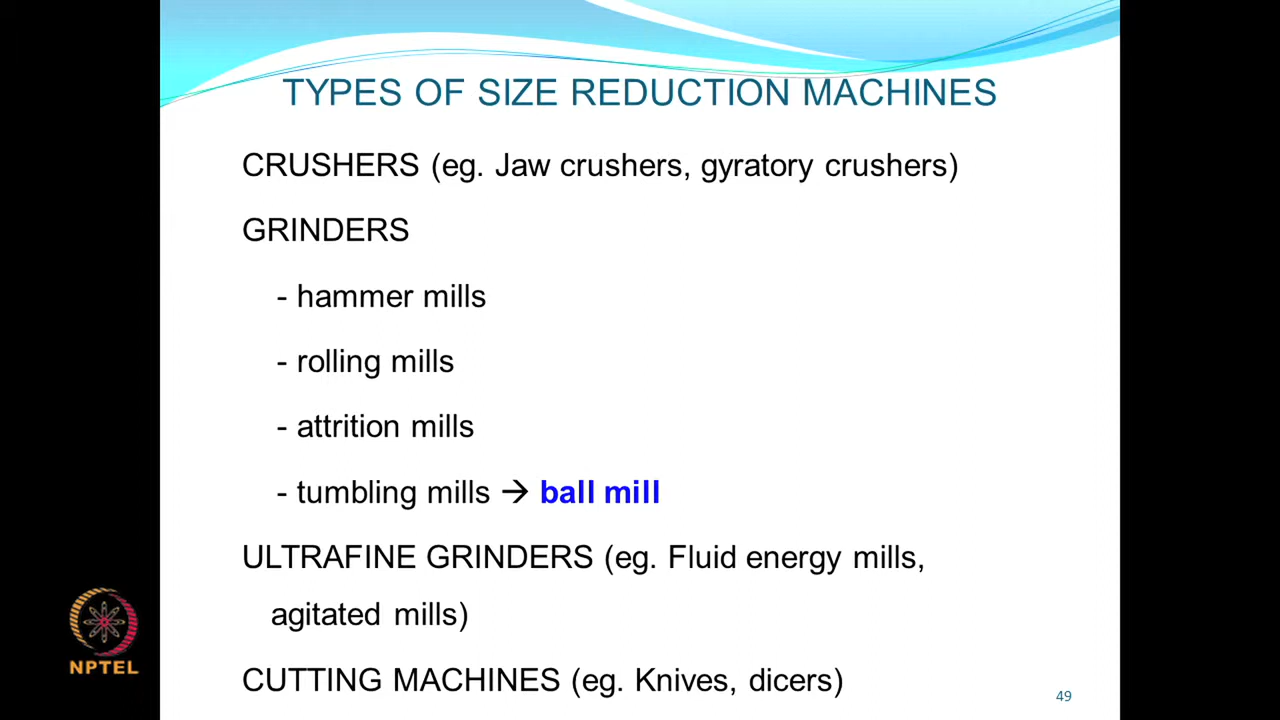 TYPES OF SIZE REDUCTION MACHINES
CRUSHERS (eg. Jaw crushers, gyratory crushers)
GRINDERS
- hammer mills
- rolling mills
- attrition mills
- tumbling mills → ball mill
ULTRAFINE GRINDERS (eg. Fluid energy mills,
agitated mills)
CUTTING MACHINES (eg. Knives, dicers)
NPTEL
49